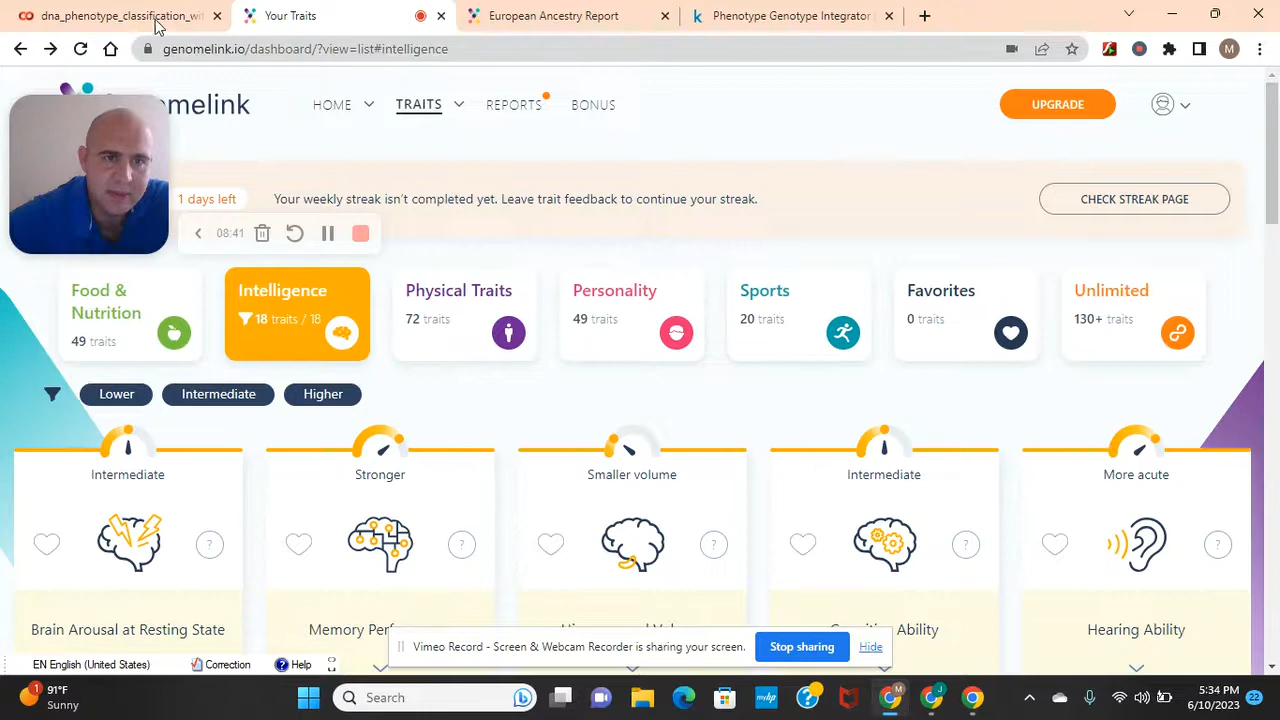 dna_phenotype_classification_wit
Your Traits
European Ancestry Report
Phenotype Genotype Integrator |
genomelink.io/dashboard/?view=list#intelligence
M
omelink
HOME
TRAITS
REPORTS
BONUS
UPGRADE
1 days left
Your weekly streak isn't completed yet. Leave trait feedback to continue your streak.
CHECK STREAK PAGE
08:41
Food &
Nutrition
49 traits
Intelligence
18 traits / 18
Physical Traits
72 traits
Personality
49 traits
Sports
20 traits
Favorites
0 traits
Unlimited
130+ traits
Lower
Intermediate
Higher
Intermediate
Stronger
Smaller volume
Intermediate
More acute
?
?
?
?
?
Brain Arousal at Resting State
Memory Per
Ability
Hearing Ability
Vimeo Record - Screen & Webcam Recorder is sharing your screen.
Stop sharing
Hide
EN English (United States)
Correction
Help
1
91°F
Sunny
Search
5:34 PM
6/10/2023
22